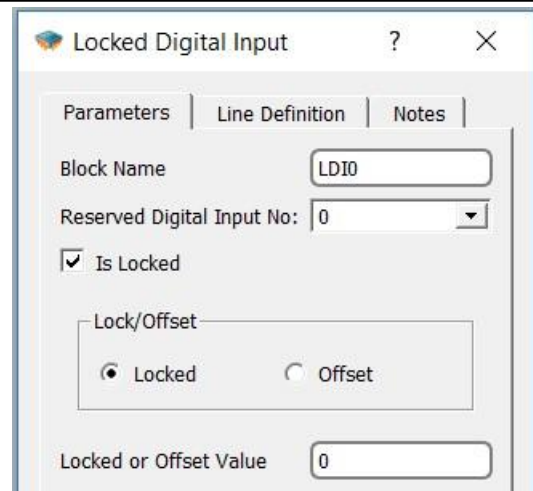 Locked Digital Input ? ×
Parameters Line Definition Notes
Block Name LDI0
Reserved Digital Input No: 0
Is Locked
Lock/Offset
Locked Offset
Locked or Offset Value 0